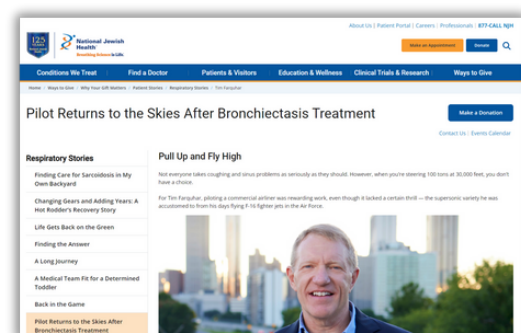 About Us | Patient Portal | Careers | Professionals | 877-CALL NJH
125
YEARS
National Jewish
Health®
Breathing Science is Life.
Make an Appointment
Donate
Conditions We Treat
Find a Doctor
Patients & Visitors
Education & Wellness
Clinical Trials & Research
Ways to Give
Home / Ways to Give / Why Your Gift Matters / Patient Stories / Respiratory Stories / Tim Farquhar
Pilot Returns to the Skies After Bronchiectasis Treatment
Make a Donation
Contact Us | Events Calendar
Respiratory Stories
Finding Care for Sarcoidosis in My
Own Backyard
Changing Gears and Adding Years: A
Hot Rodder's Recovery Story
Life Gets Back on the Green
Finding the Answer
A Long Journey
A Medical Team Fit for a Determined
Toddler
Back in the Game
Pilot Returns to the Skies After
Bronchiectasis Treatment
Pull Up and Fly High
Not everyone takes coughing and sinus problems as seriously as they should. However, when you're steering 100 tons at 30,000 feet, you don't
have a choice.
For Tim Farquhar, piloting a commercial airliner was rewarding work, even though it lacked a certain thrill — the supersonic variety he was
accustomed to from his days flying F-16 fighter jets in the Air Force.